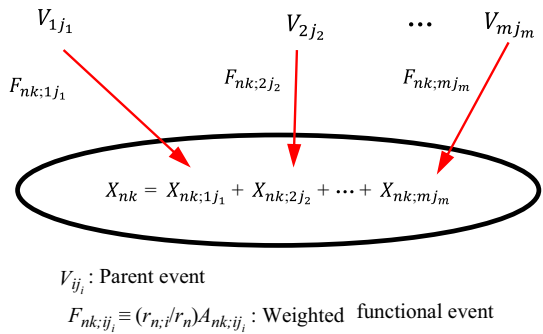 V_{1j_1} V_{2j_2} ... V_{mj_m}
F_{nk;1j_1} F_{nk;2j_2} F_{nk;mj_m}
X_{nk} = X_{nk;1j_1} + X_{nk;2j_2} + ... + X_{nk;mj_m}
V_{ij_i} : Parent event
F_{nk;ij_i} ≡ (r_{n;i}/r_n)A_{nk;ij_i} : Weighted functional event